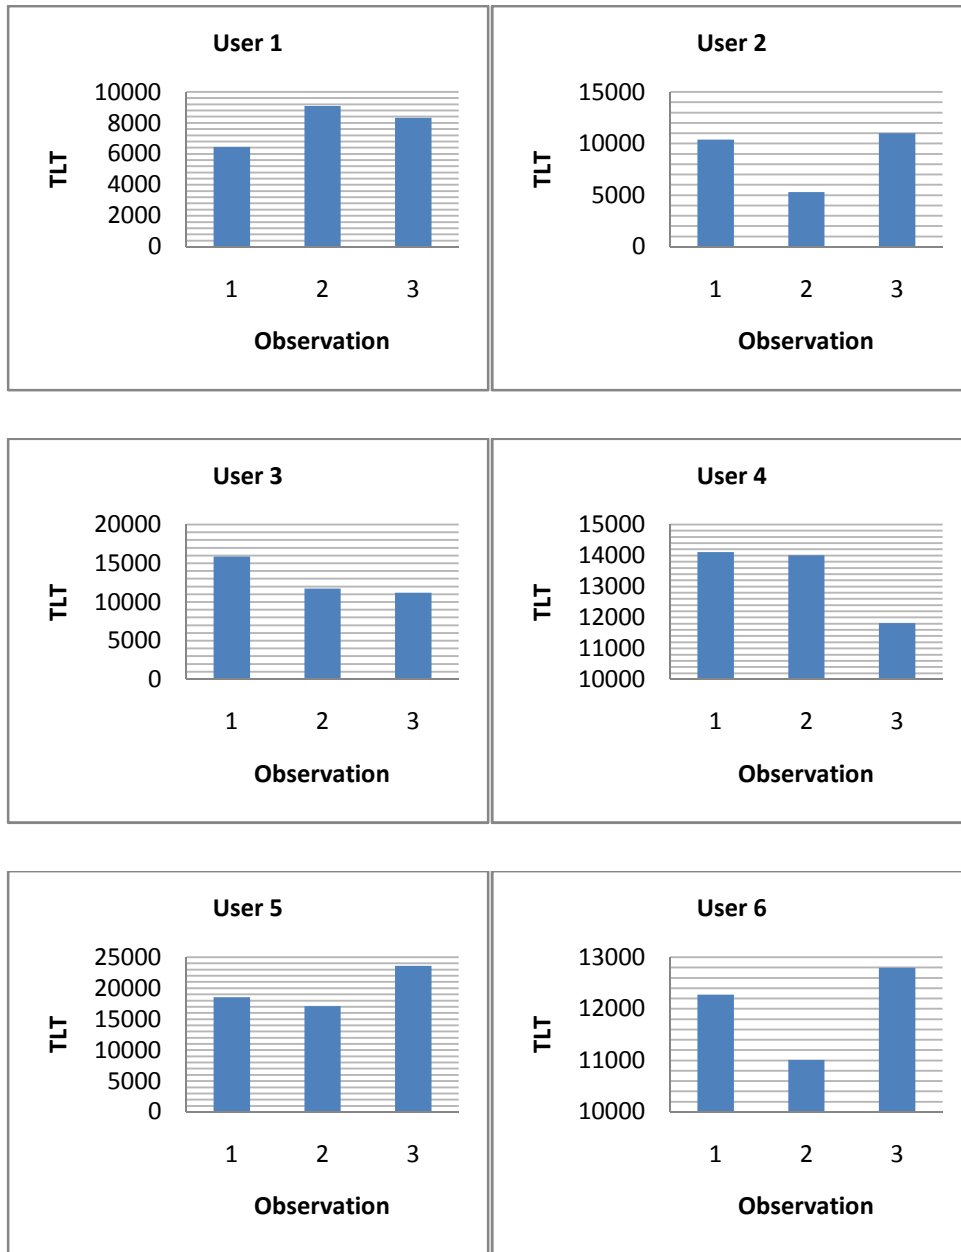 User 1
TLT
10000
8000
6000
4000
2000
0
1 2 3
Observation
User 2
TLT
15000
10000
5000
0
1 2 3
Observation
User 3
TLT
20000
15000
10000
5000
0
1 2 3
Observation
User 4
TLT
15000
14000
13000
12000
11000
10000
1 2 3
Observation
User 5
TLT
25000
20000
15000
10000
5000
0
1 2 3
Observation
User 6
TLT
13000
12000
11000
10000
1 2 3
Observation